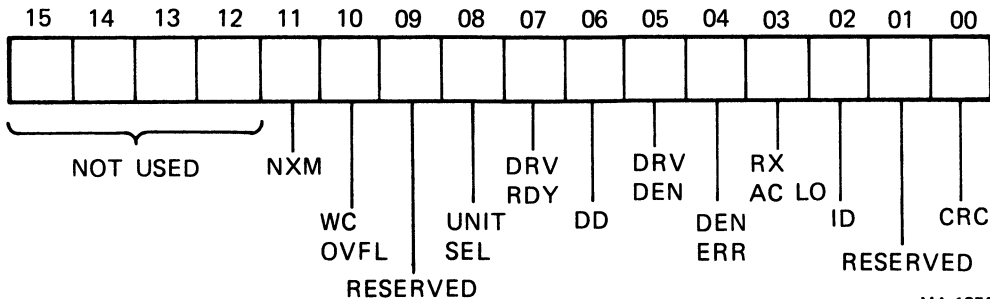 15 14 13 12 11 10 09 08 07 06 05 04 03 02 01 00
NOT USED
NXM
WC
OVFL
RESERVED
UNIT
SEL
DRV
RDY
DD
DRV
DEN
DEN
ERR
RX
AC LO
ID
RESERVED
CRC